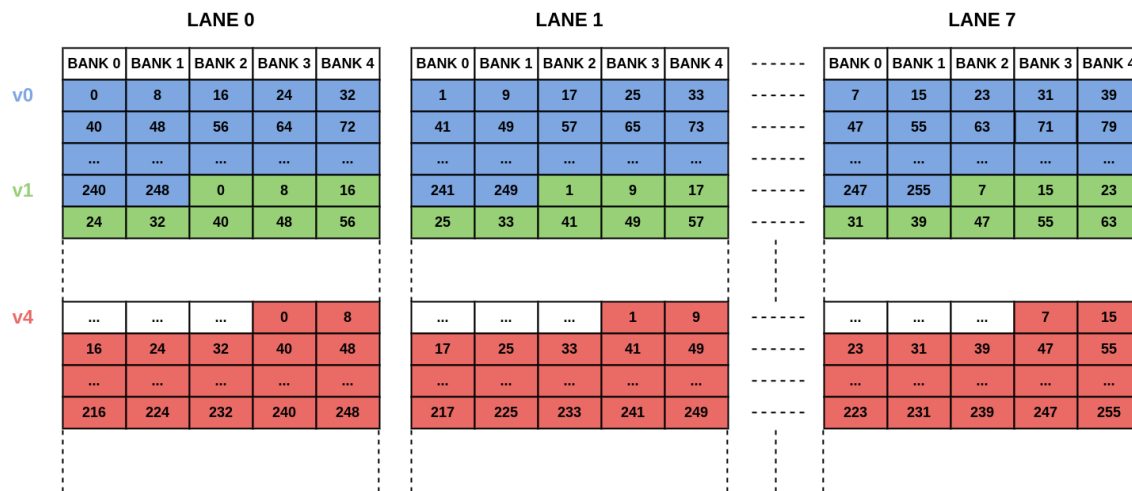 LANE 0 LANE 1 LANE 7
BANK 0 BANK 1 BANK 2 BANK 3 BANK 4 BANK 0 BANK 1 BANK 2 BANK 3 BANK 4 ------ BANK 0 BANK 1 BANK 2 BANK 3 BANK 4
v0 0 8 16 24 32 1 9 17 25 33 ------ 7 15 23 31 39
40 48 56 64 72 41 49 57 65 73 ------ 47 55 63 71 79
... ... ... ... ... ... ... ... ... ... ------ ... ... ... ... ...
v1 240 248 0 8 16 241 249 1 9 17 ------ 247 255 7 15 23
24 32 40 48 56 25 33 41 49 57 ------ 31 39 47 55 63
v4 ... ... ... 0 8 ... ... ... 1 9 ------ ... ... ... 7 15
16 24 32 40 48 17 25 33 41 49 ------ 23 31 39 47 55
... ... ... ... ... ... ... ... ... ... ------ ... ... ... ... ...
216 224 232 240 248 217 225 233 241 249 ------ 223 231 239 247 255